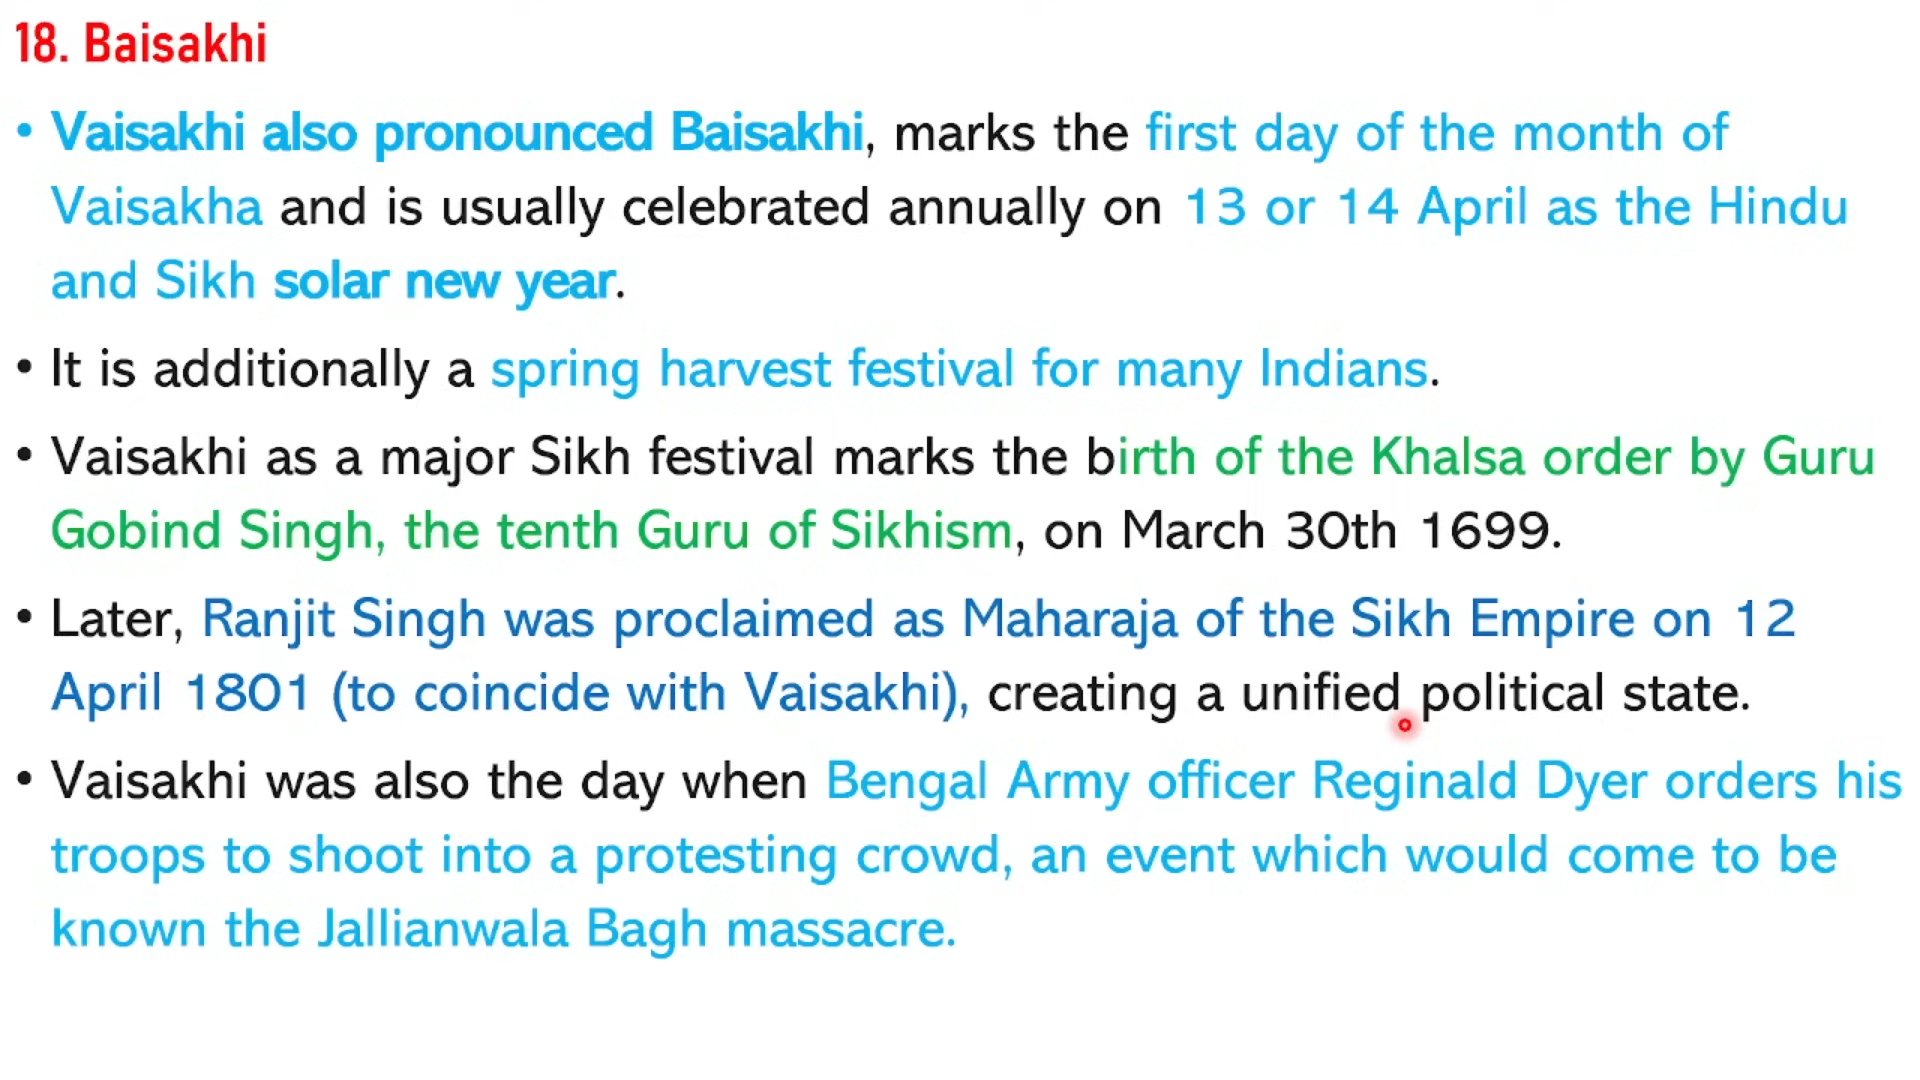 18. Baisakhi
• Vaisakhi also pronounced Baisakhi, marks the first day of the month of
Vaisakha and is usually celebrated annually on 13 or 14 April as the Hindu
and Sikh solar new year.
• It is additionally a spring harvest festival for many Indians.
• Vaisakhi as a major Sikh festival marks the birth of the Khalsa order by Guru
Gobind Singh, the tenth Guru of Sikhism, on March 30th 1699.
• Later, Ranjit Singh was proclaimed as Maharaja of the Sikh Empire on 12
April 1801 (to coincide with Vaisakhi), creating a unified political state.
• Vaisakhi was also the day when Bengal Army officer Reginald Dyer orders his
troops to shoot into a protesting crowd, an event which would come to be
known the Jallianwala Bagh massacre.